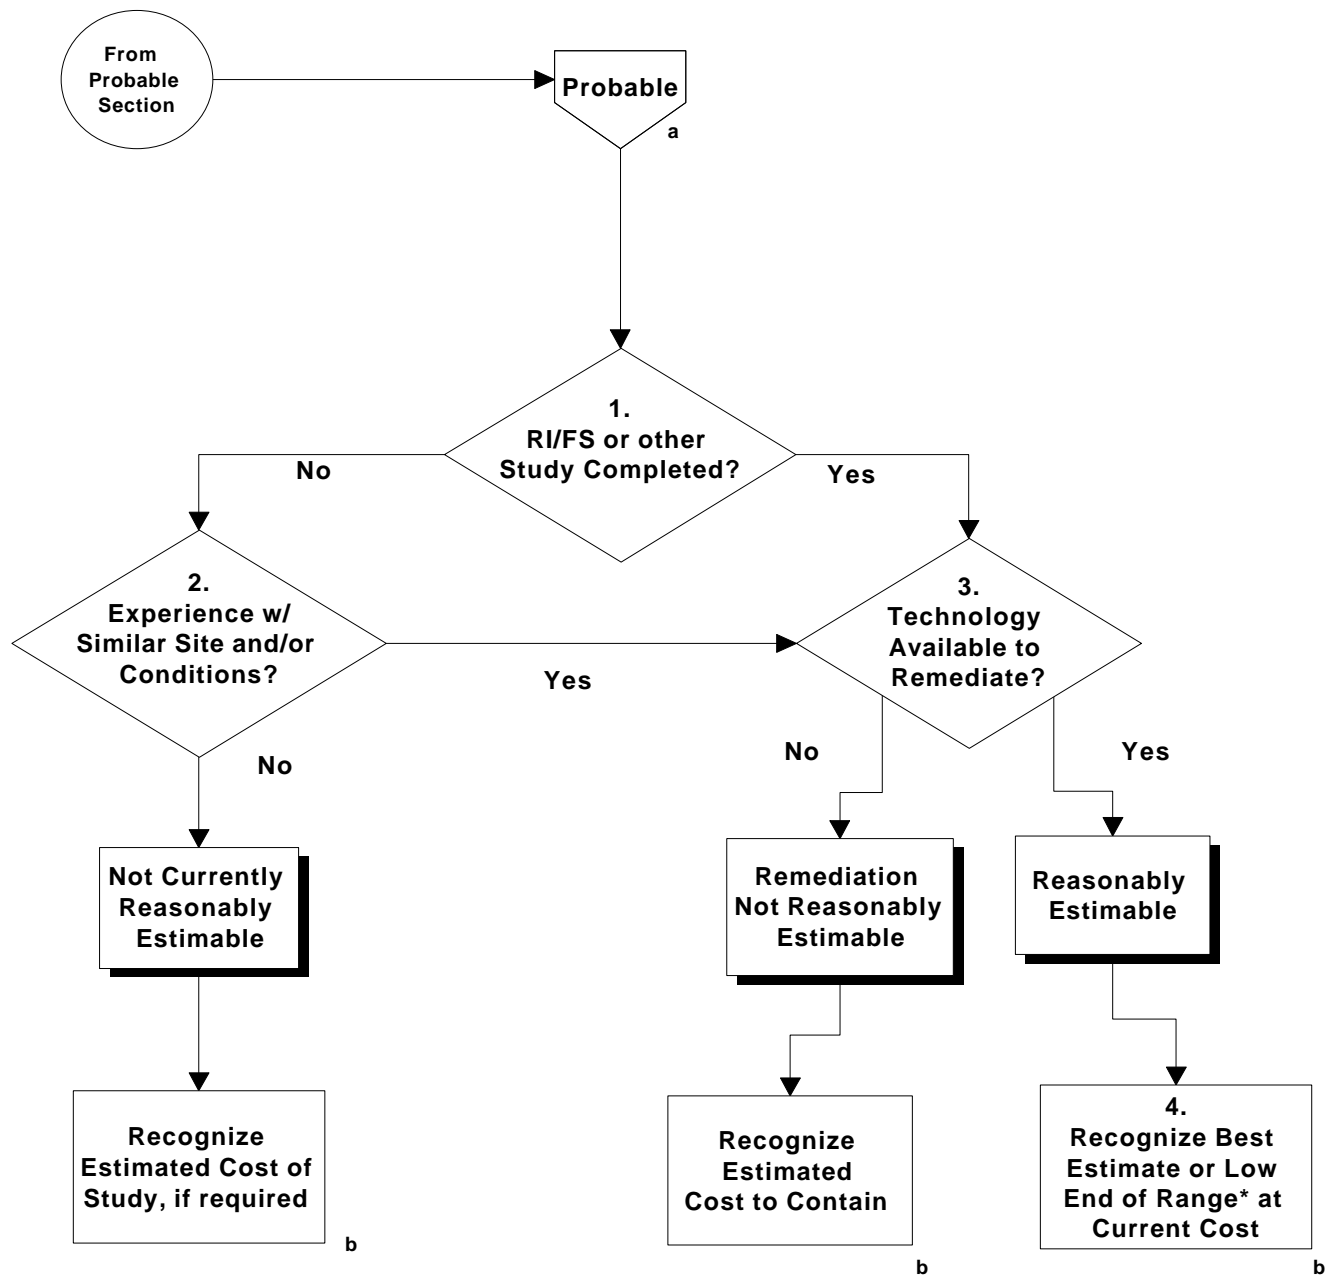 From
Probable
Section
Probable
a
1.
RI/FS or other
Study Completed?
No
Yes
2.
Experience w/
Similar Site and/or
Conditions?
Yes
3.
Technology
Available to
Remediate?
No
No
Yes
Not Currently
Reasonably
Estimable
Remediation
Not Reasonably
Estimable
Reasonably
Estimable
Recognize
Estimated Cost of
Study, if required
b
Recognize
Estimated
Cost to Contain
b
4.
Recognize Best
Estimate or Low
End of Range* at
Current Cost
b